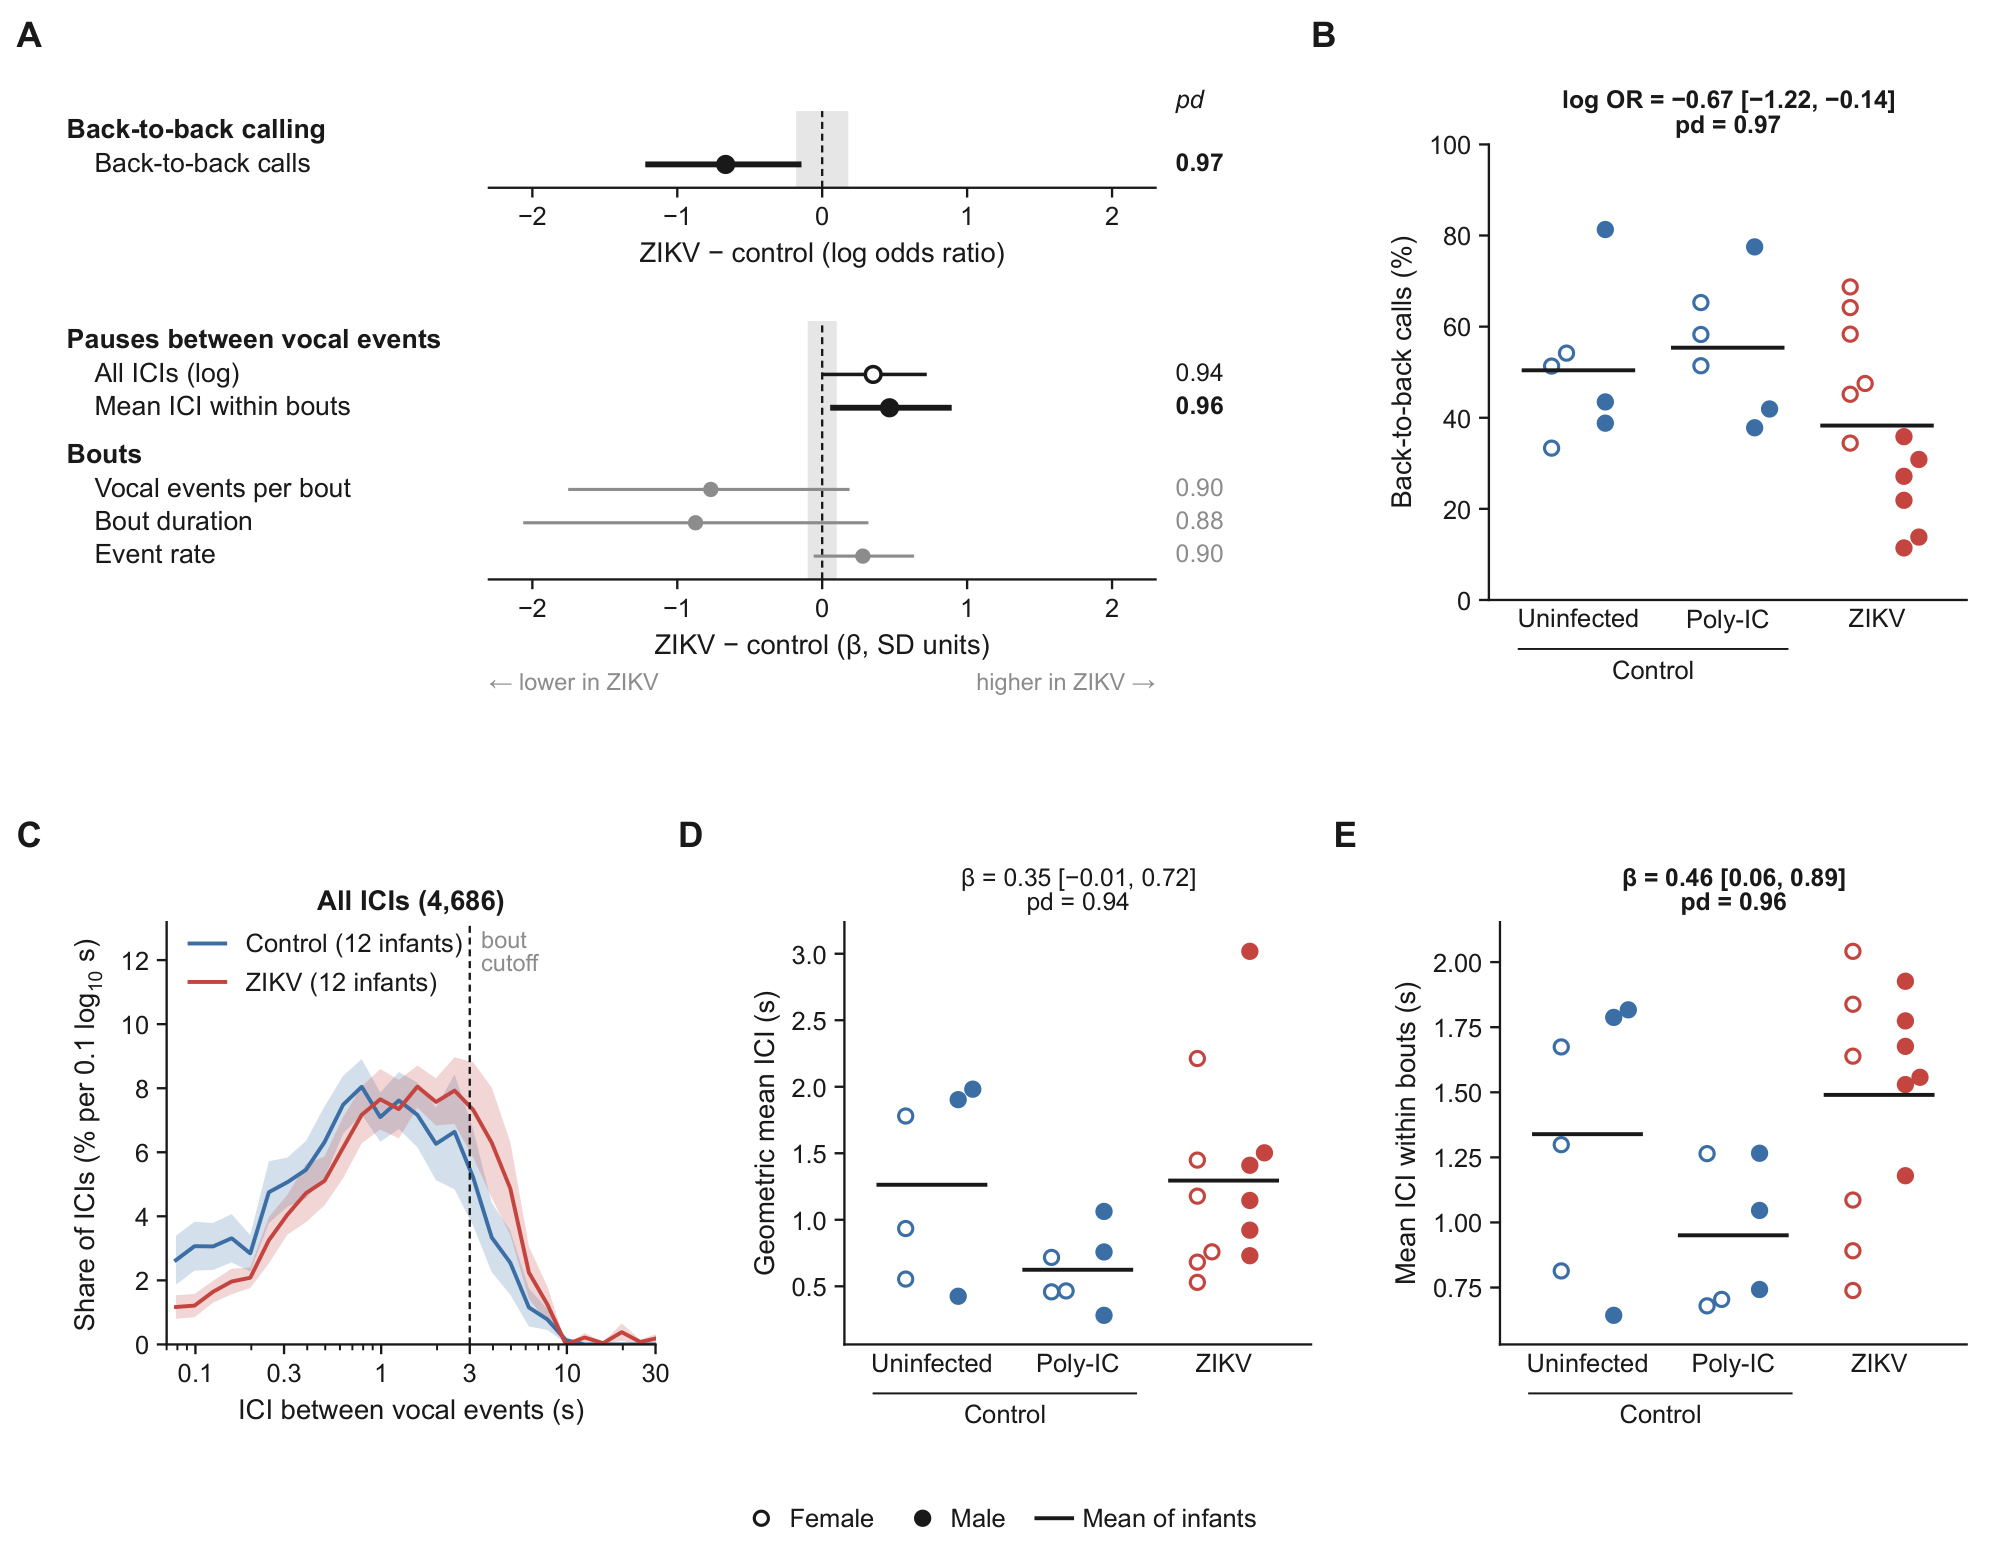 A
pd
Back-to-back calling
Back-to-back calls
0.97
−2 −1 0 1 2
ZIKV − control (log odds ratio)
Pauses between vocal events
All ICIs (log)
0.94
Mean ICI within bouts
0.96
Bouts
Vocal events per bout
0.90
Bout duration
0.88
Event rate
0.90
−2 −1 0 1 2
ZIKV − control (β, SD units)
← lower in ZIKV
higher in ZIKV →
B
log OR = −0.67 [−1.22, −0.14]
pd = 0.97
Back-to-back calls (%)
100
80
60
40
20
0
Uninfected Poly-IC ZIKV
Control
C
All ICIs (4,686)
Control (12 infants)
ZIKV (12 infants)
bout
cutoff
Share of ICIs (% per 0.1 log10 s)
12
10
8
6
4
2
0
0.1 0.3 1 3 10 30
ICI between vocal events (s)
D
β = 0.35 [−0.01, 0.72]
pd = 0.94
Geometric mean ICI (s)
3.0
2.5
2.0
1.5
1.0
0.5
Uninfected Poly-IC ZIKV
Control
E
β = 0.46 [0.06, 0.89]
pd = 0.96
Mean ICI within bouts (s)
2.00
1.75
1.50
1.25
1.00
0.75
Uninfected Poly-IC ZIKV
Control
Female Male Mean of infants